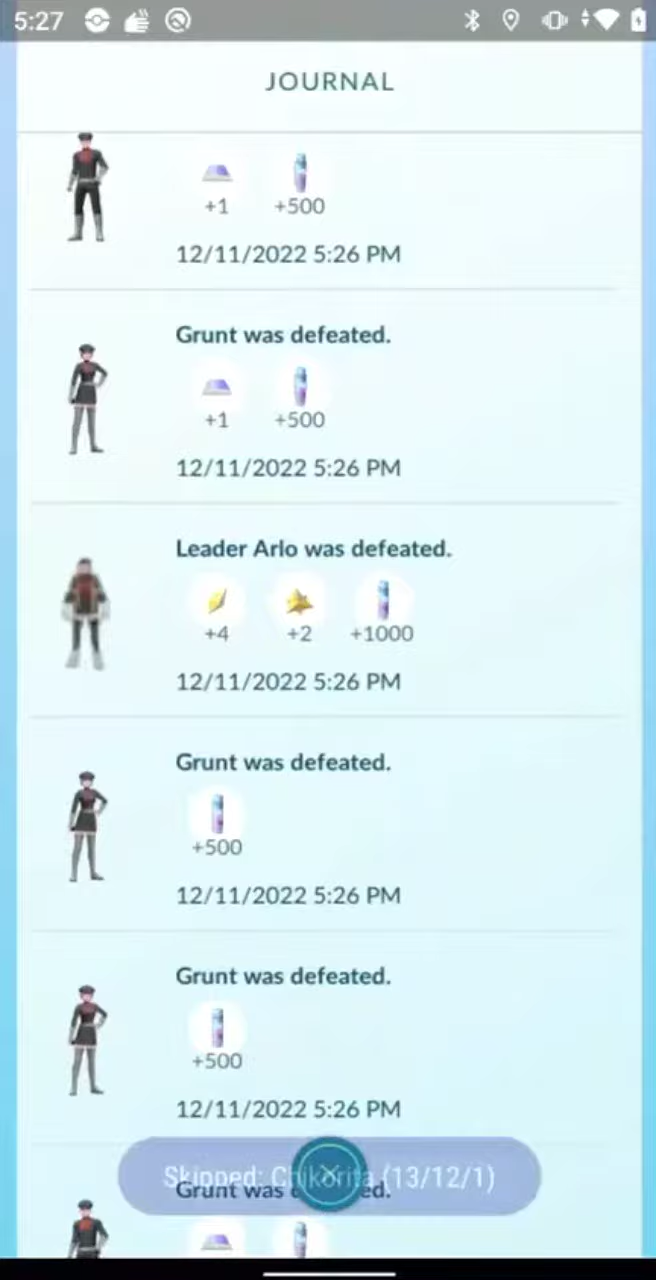 5:27
JOURNAL
+1 +500
12/11/2022 5:26 PM
Grunt was defeated.
+1 +500
12/11/2022 5:26 PM
Leader Arlo was defeated.
+4 +2 +1000
12/11/2022 5:26 PM
Grunt was defeated.
+500
12/11/2022 5:26 PM
Grunt was defeated.
+500
12/11/2022 5:26 PM
Skipped: Chikorita (13/12/1)
Grunt was ed.